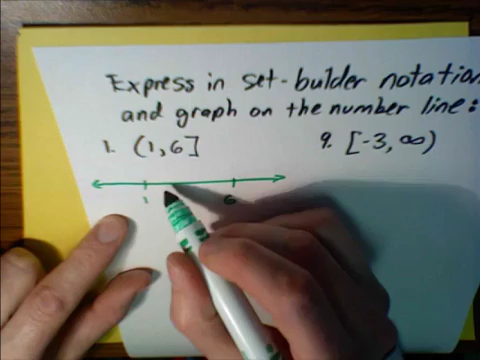 Express in set-builder notation
and graph on the number line:
1. (1,6] 9. [-3, ∞)
1 6